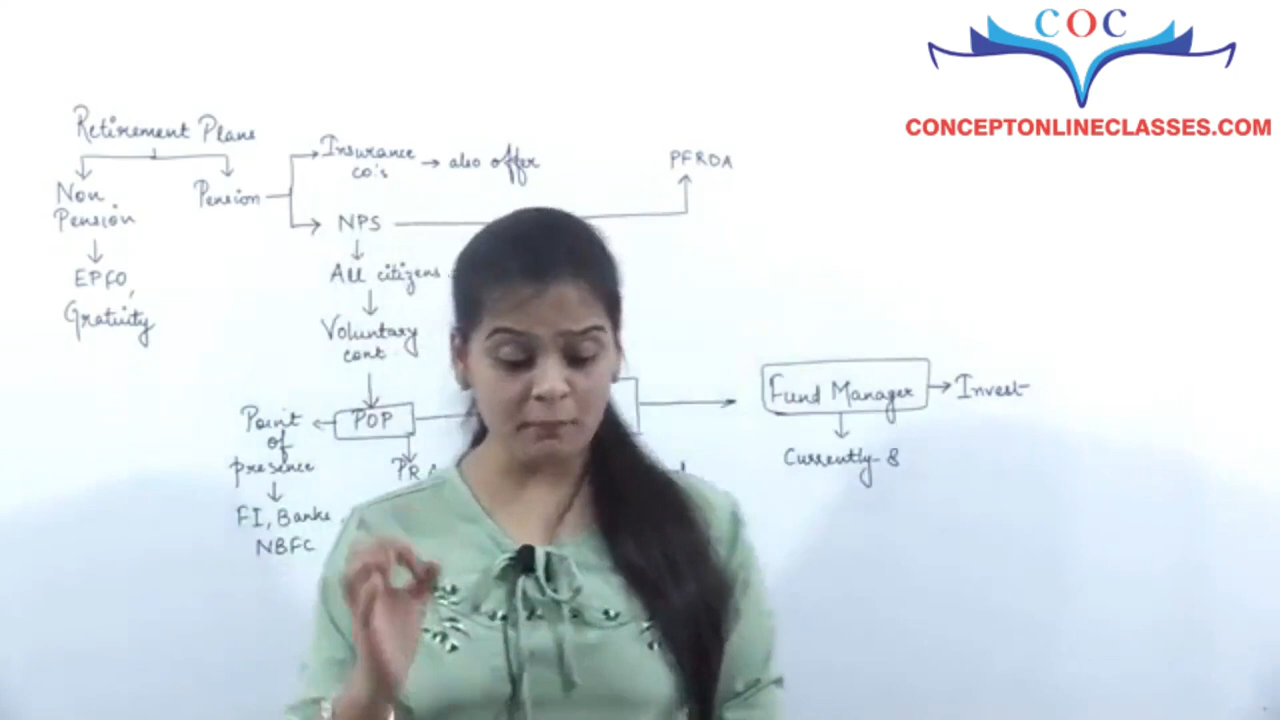 COC
CONCEPTONLINECLASSES.COM
Retirement Plans
Non
Pension
EPFO,
Gratuity
Pension
Insurance
co's
also offer
NPS
PFRDA
All citizens
Voluntary
cont
POP
Point
of
presence
FI, Banks
NBFC
Fund Manager
Invest
Currently - 8